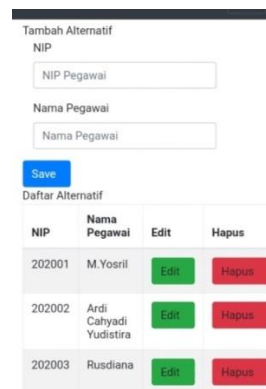 Tambah Alternatif
NIP
NIP Pegawai
Nama Pegawai
Nama Pegawai
Save
Daftar Alternatif
NIP Nama Pegawai Edit Hapus
202001 M.Yosril Edit Hapus
202002 Ardi Cahyadi Yudistira Edit Hapus
202003 Rusdiana Edit Hapus